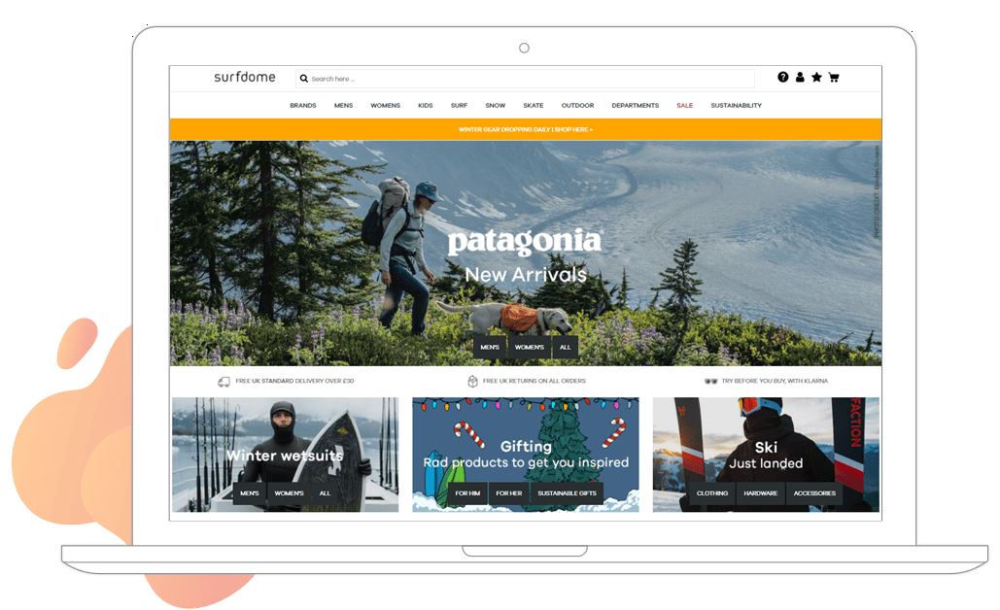 surfdome
Search here ...
BRANDS MENS WOMENS KIDS SURF SNOW SKATE OUTDOOR DEPARTMENTS SALE SUSTAINABILITY
WINTER GEAR DROPPING DAILY | SHOP HERE >
PHOTO CREDIT:
patagonia
New Arrivals
MEN'S WOMEN'S ALL
FREE UK STANDARD DELIVERY OVER £30
FREE UK RETURNS ON ALL ORDERS
TRY BEFORE YOU BUY, WITH KLARNA
Winter wetsuits
MEN'S WOMEN'S ALL
Gifting
Rad products to get you inspired
FOR HIM FOR HER SUSTAINABLE GIFTS
FACTION
Ski
Just landed
CLOTHING HARDWARE ACCESSORIES